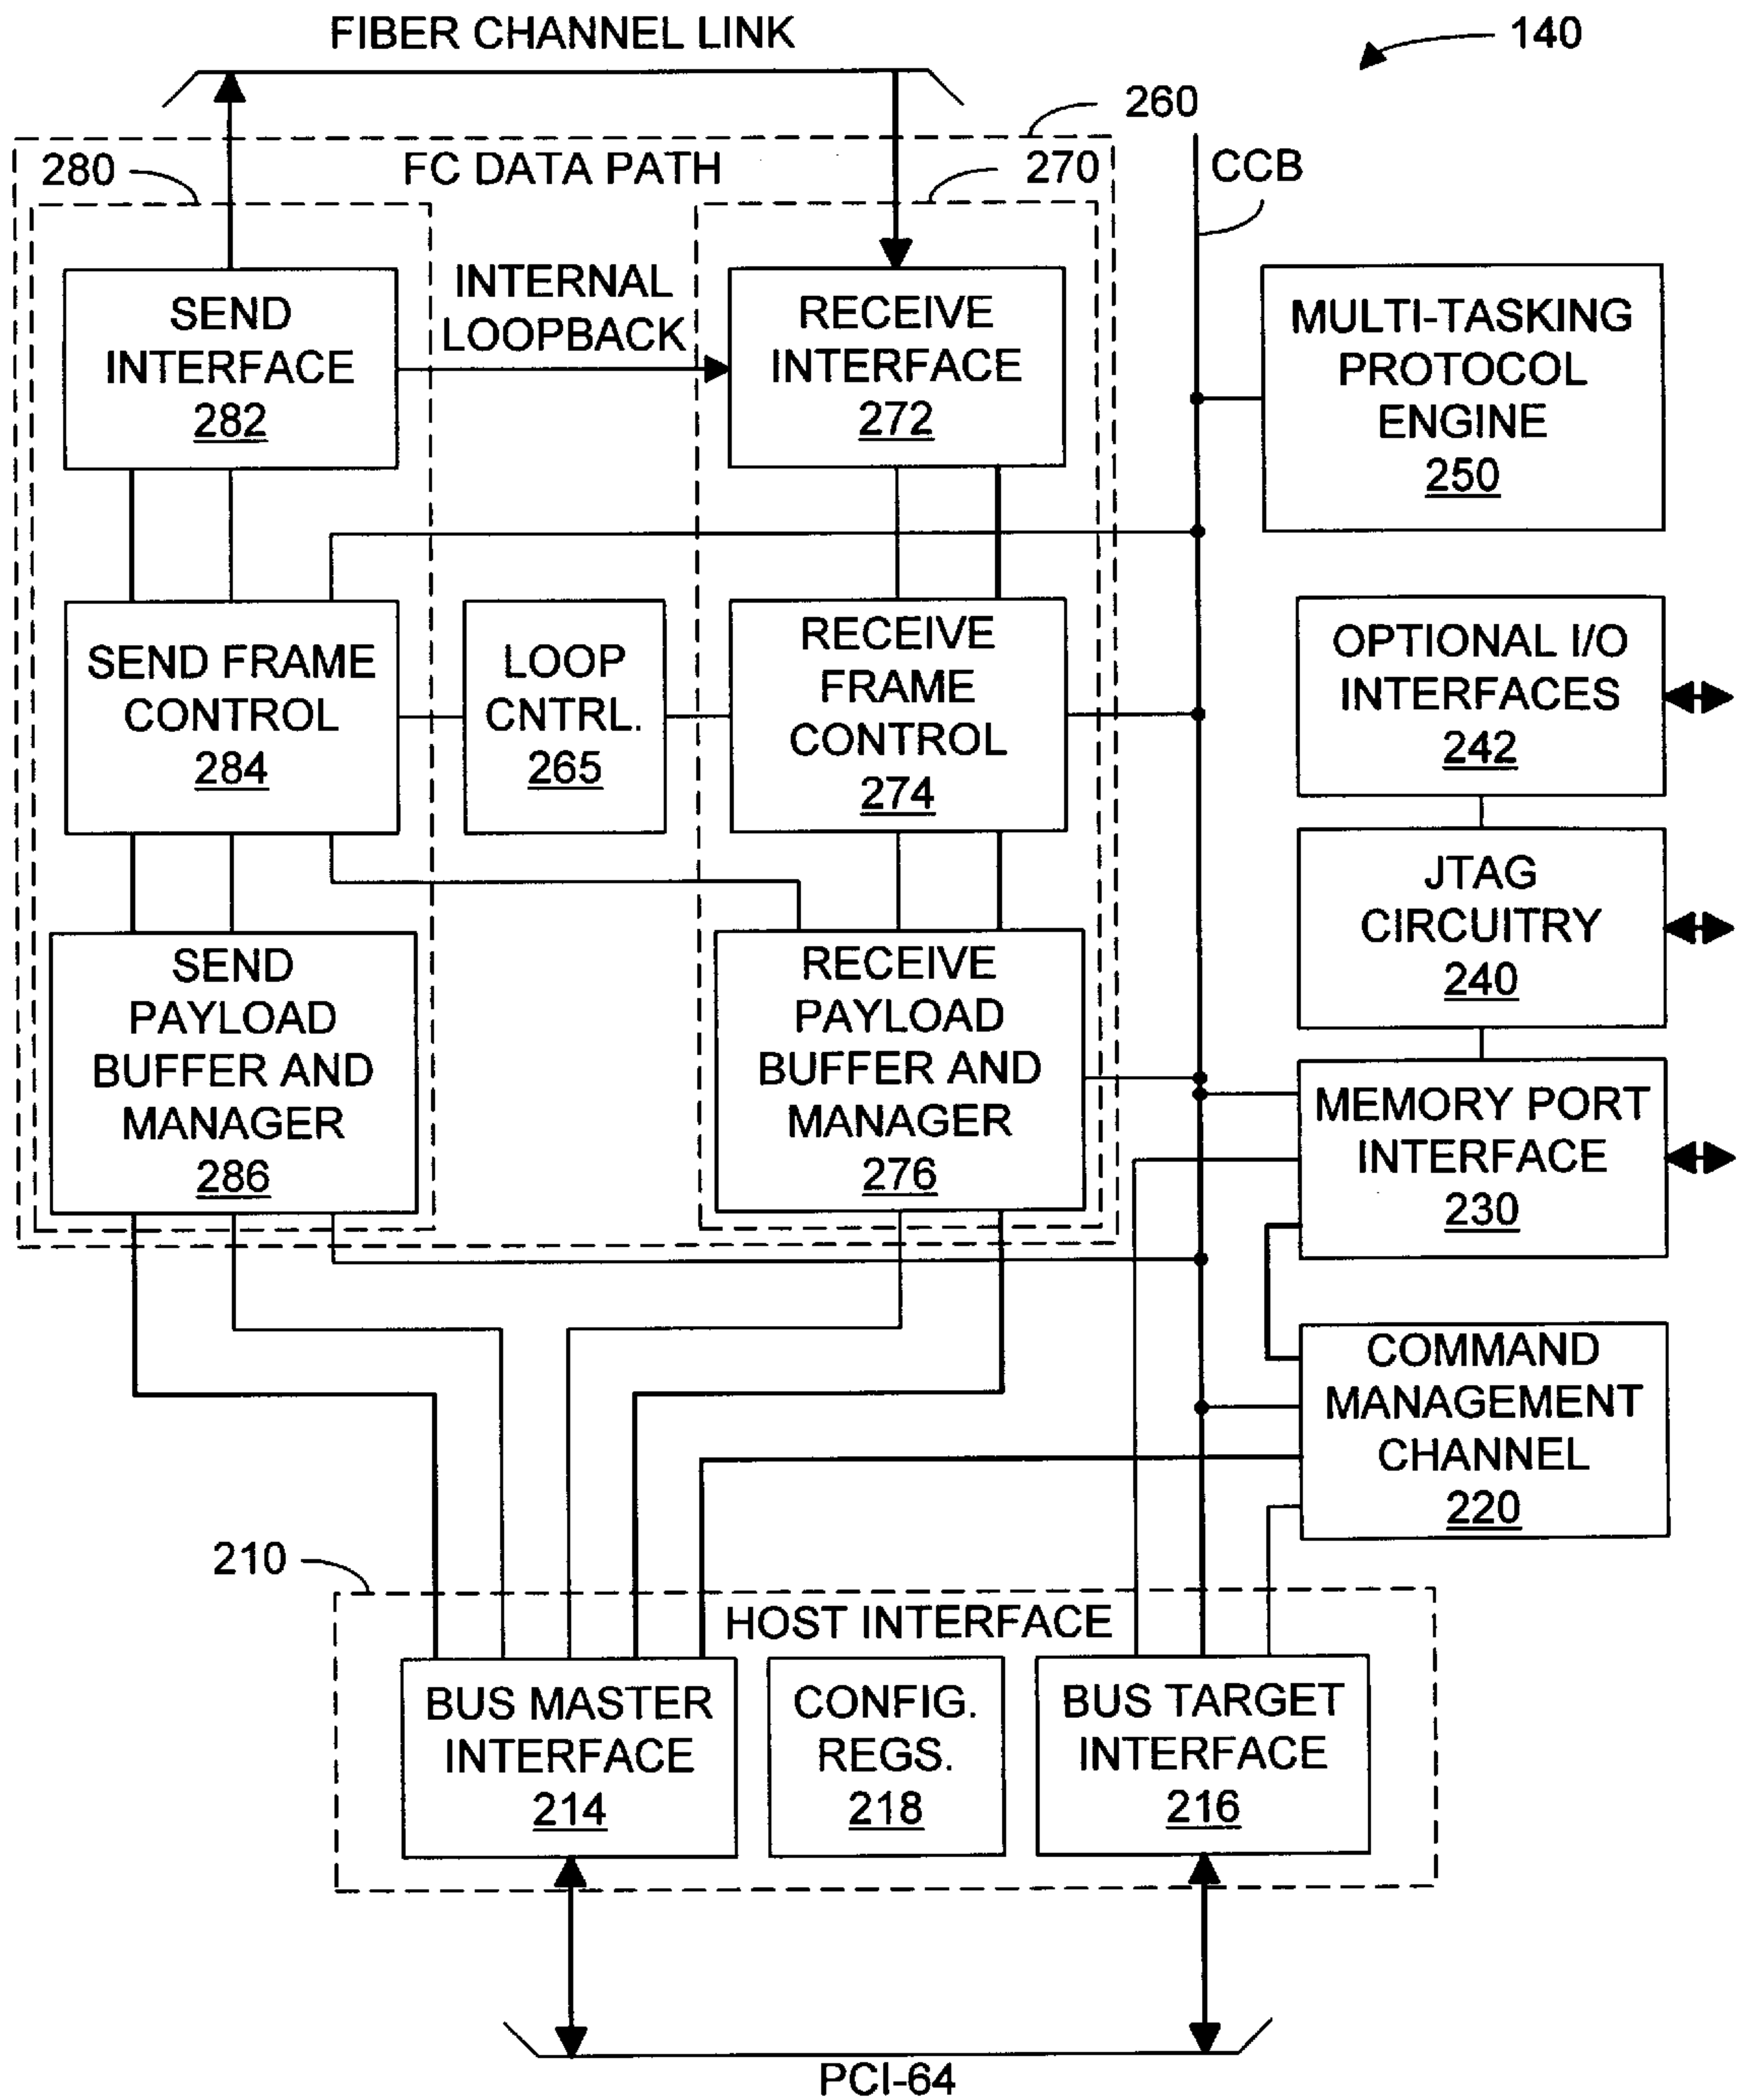 FIBER CHANNEL LINK
140
260
280
FC DATA PATH
270
CCB
SEND
INTERFACE
282
INTERNAL
LOOPBACK
RECEIVE
INTERFACE
272
MULTI-TASKING
PROTOCOL
ENGINE
250
SEND FRAME
CONTROL
284
LOOP
CNTRL.
265
RECEIVE
FRAME
CONTROL
274
OPTIONAL I/O
INTERFACES
242
JTAG
CIRCUITRY
240
SEND
PAYLOAD
BUFFER AND
MANAGER
286
RECEIVE
PAYLOAD
BUFFER AND
MANAGER
276
MEMORY PORT
INTERFACE
230
COMMAND
MANAGEMENT
CHANNEL
220
210
HOST INTERFACE
BUS MASTER
INTERFACE
214
CONFIG.
REGS.
218
BUS TARGET
INTERFACE
216
PCI-64